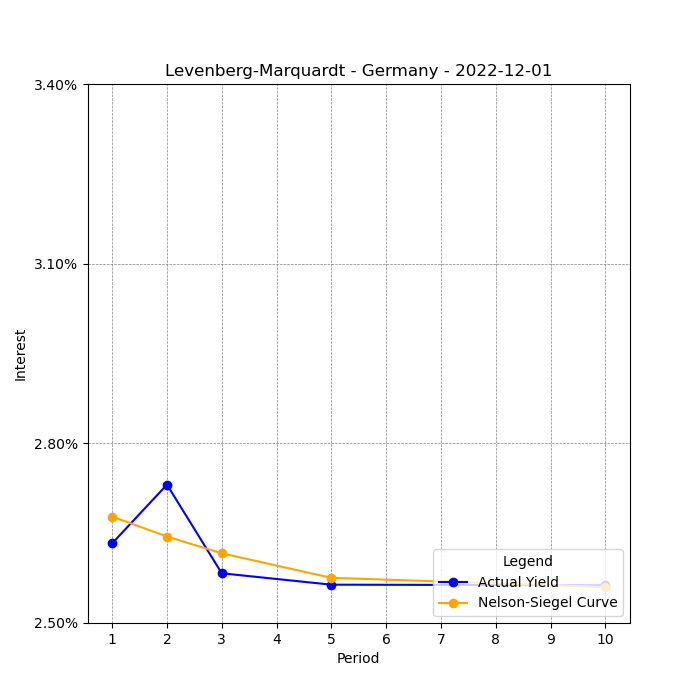 Levenberg-Marquardt - Germany - 2022-12-01
3.40%
3.10%
2.80%
2.50%
Interest
1 2 3 4 5 6 7 8 9 10
Period
Legend
Actual Yield
Nelson-Siegel Curve